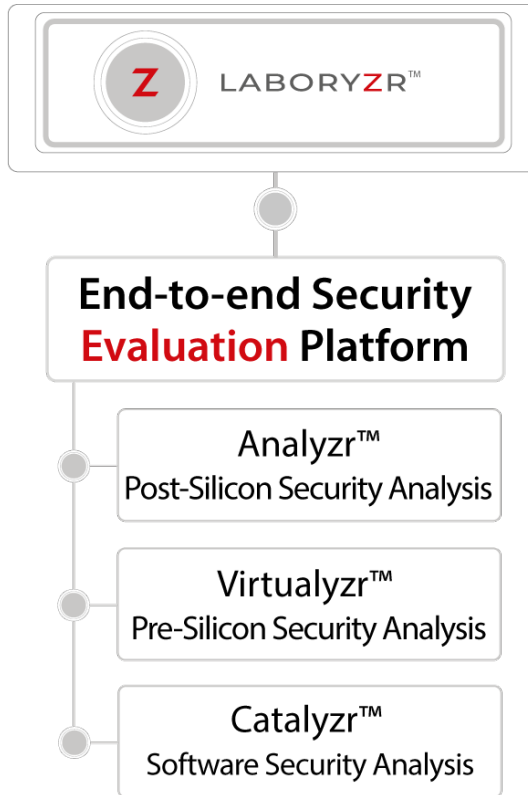 Z LABORYZR™
End-to-end Security
Evaluation Platform
Analyzr™
Post-Silicon Security Analysis
Virtualyzr™
Pre-Silicon Security Analysis
Catalyzr™
Software Security Analysis